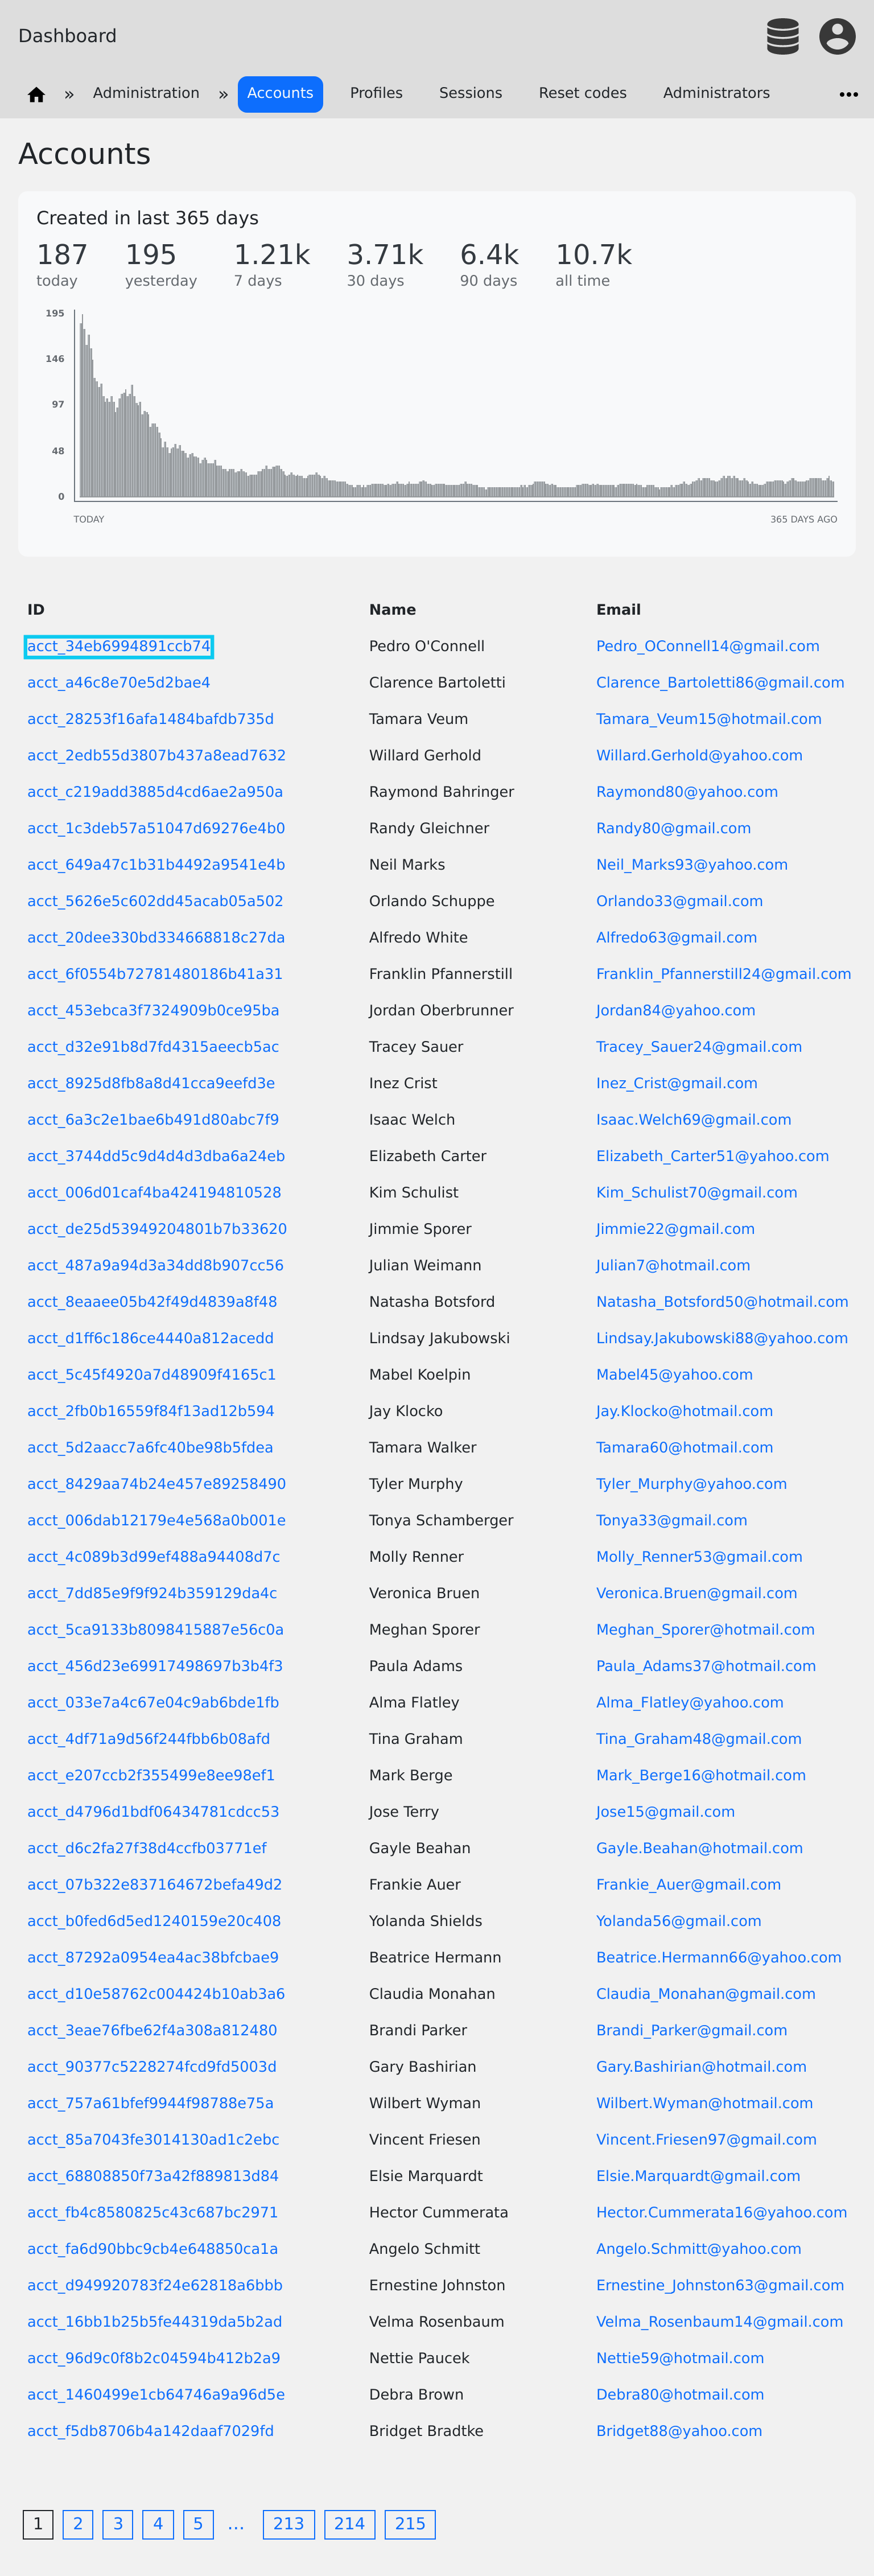 Dashboard
» Administration » Accounts Profiles Sessions Reset codes Administrators •••
Accounts
Created in last 365 days
187 195 1.21k 3.71k 6.4k 10.7k
today yesterday 7 days 30 days 90 days all time
195
146
97
48
0
TODAY 365 DAYS AGO
ID Name Email
acct_34eb6994891ccb74 Pedro O'Connell Pedro_OConnell14@gmail.com
acct_a46c8e70e5d2bae4 Clarence Bartoletti Clarence_Bartoletti86@gmail.com
acct_28253f16afa1484bafdb735d Tamara Veum Tamara_Veum15@hotmail.com
acct_2edb55d3807b437a8ead7632 Willard Gerhold Willard.Gerhold@yahoo.com
acct_c219add3885d4cd6ae2a950a Raymond Bahringer Raymond80@yahoo.com
acct_1c3deb57a51047d69276e4b0 Randy Gleichner Randy80@gmail.com
acct_649a47c1b31b4492a9541e4b Neil Marks Neil_Marks93@yahoo.com
acct_5626e5c602dd45acab05a502 Orlando Schuppe Orlando33@gmail.com
acct_20dee330bd334668818c27da Alfredo White Alfredo63@gmail.com
acct_6f0554b72781480186b41a31 Franklin Pfannerstill Franklin_Pfannerstill24@gmail.com
acct_453ebca3f7324909b0ce95ba Jordan Oberbrunner Jordan84@yahoo.com
acct_d32e91b8d7fd4315aeecb5ac Tracey Sauer Tracey_Sauer24@gmail.com
acct_8925d8fb8a8d41cca9eefd3e Inez Crist Inez_Crist@gmail.com
acct_6a3c2e1bae6b491d80abc7f9 Isaac Welch Isaac.Welch69@gmail.com
acct_3744dd5c9d4d4d3dba6a24eb Elizabeth Carter Elizabeth_Carter51@yahoo.com
acct_006d01caf4ba424194810528 Kim Schulist Kim_Schulist70@gmail.com
acct_de25d53949204801b7b33620 Jimmie Sporer Jimmie22@gmail.com
acct_487a9a94d3a34dd8b907cc56 Julian Weimann Julian7@hotmail.com
acct_8eaaee05b42f49d4839a8f48 Natasha Botsford Natasha_Botsford50@hotmail.com
acct_d1ff6c186ce4440a812acedd Lindsay Jakubowski Lindsay.Jakubowski88@yahoo.com
acct_5c45f4920a7d48909f4165c1 Mabel Koelpin Mabel45@yahoo.com
acct_2fb0b16559f84f13ad12b594 Jay Klocko Jay.Klocko@hotmail.com
acct_5d2aacc7a6fc40be98b5fdea Tamara Walker Tamara60@hotmail.com
acct_8429aa74b24e457e89258490 Tyler Murphy Tyler_Murphy@yahoo.com
acct_006dab12179e4e568a0b001e Tonya Schamberger Tonya33@gmail.com
acct_4c089b3d99ef488a94408d7c Molly Renner Molly_Renner53@gmail.com
acct_7dd85e9f9f924b359129da4c Veronica Bruen Veronica.Bruen@gmail.com
acct_5ca9133b8098415887e56c0a Meghan Sporer Meghan_Sporer@hotmail.com
acct_456d23e69917498697b3b4f3 Paula Adams Paula_Adams37@hotmail.com
acct_033e7a4c67e04c9ab6bde1fb Alma Flatley Alma_Flatley@yahoo.com
acct_4df71a9d56f244fbb6b08afd Tina Graham Tina_Graham48@gmail.com
acct_e207ccb2f355499e8ee98ef1 Mark Berge Mark_Berge16@hotmail.com
acct_d4796d1bdf06434781cdcc53 Jose Terry Jose15@gmail.com
acct_d6c2fa27f38d4ccfb03771ef Gayle Beahan Gayle.Beahan@hotmail.com
acct_07b322e837164672befa49d2 Frankie Auer Frankie_Auer@gmail.com
acct_b0fed6d5ed1240159e20c408 Yolanda Shields Yolanda56@gmail.com
acct_87292a0954ea4ac38bfcbae9 Beatrice Hermann Beatrice.Hermann66@yahoo.com
acct_d10e58762c004424b10ab3a6 Claudia Monahan Claudia_Monahan@gmail.com
acct_3eae76fbe62f4a308a812480 Brandi Parker Brandi_Parker@gmail.com
acct_90377c5228274fcd9fd5003d Gary Bashirian Gary.Bashirian@hotmail.com
acct_757a61bfef9944f98788e75a Wilbert Wyman Wilbert.Wyman@hotmail.com
acct_85a7043fe3014130ad1c2ebc Vincent Friesen Vincent.Friesen97@gmail.com
acct_68808850f73a42f889813d84 Elsie Marquardt Elsie.Marquardt@gmail.com
acct_fb4c8580825c43c687bc2971 Hector Cummerata Hector.Cummerata16@yahoo.com
acct_fa6d90bbc9cb4e648850ca1a Angelo Schmitt Angelo.Schmitt@yahoo.com
acct_d949920783f24e62818a6bbb Ernestine Johnston Ernestine_Johnston63@gmail.com
acct_16bb1b25b5fe44319da5b2ad Velma Rosenbaum Velma_Rosenbaum14@gmail.com
acct_96d9c0f8b2c04594b412b2a9 Nettie Paucek Nettie59@hotmail.com
acct_1460499e1cb64746a9a96d5e Debra Brown Debra80@hotmail.com
acct_f5db8706b4a142daaf7029fd Bridget Bradtke Bridget88@yahoo.com
1 2 3 4 5 … 213 214 215